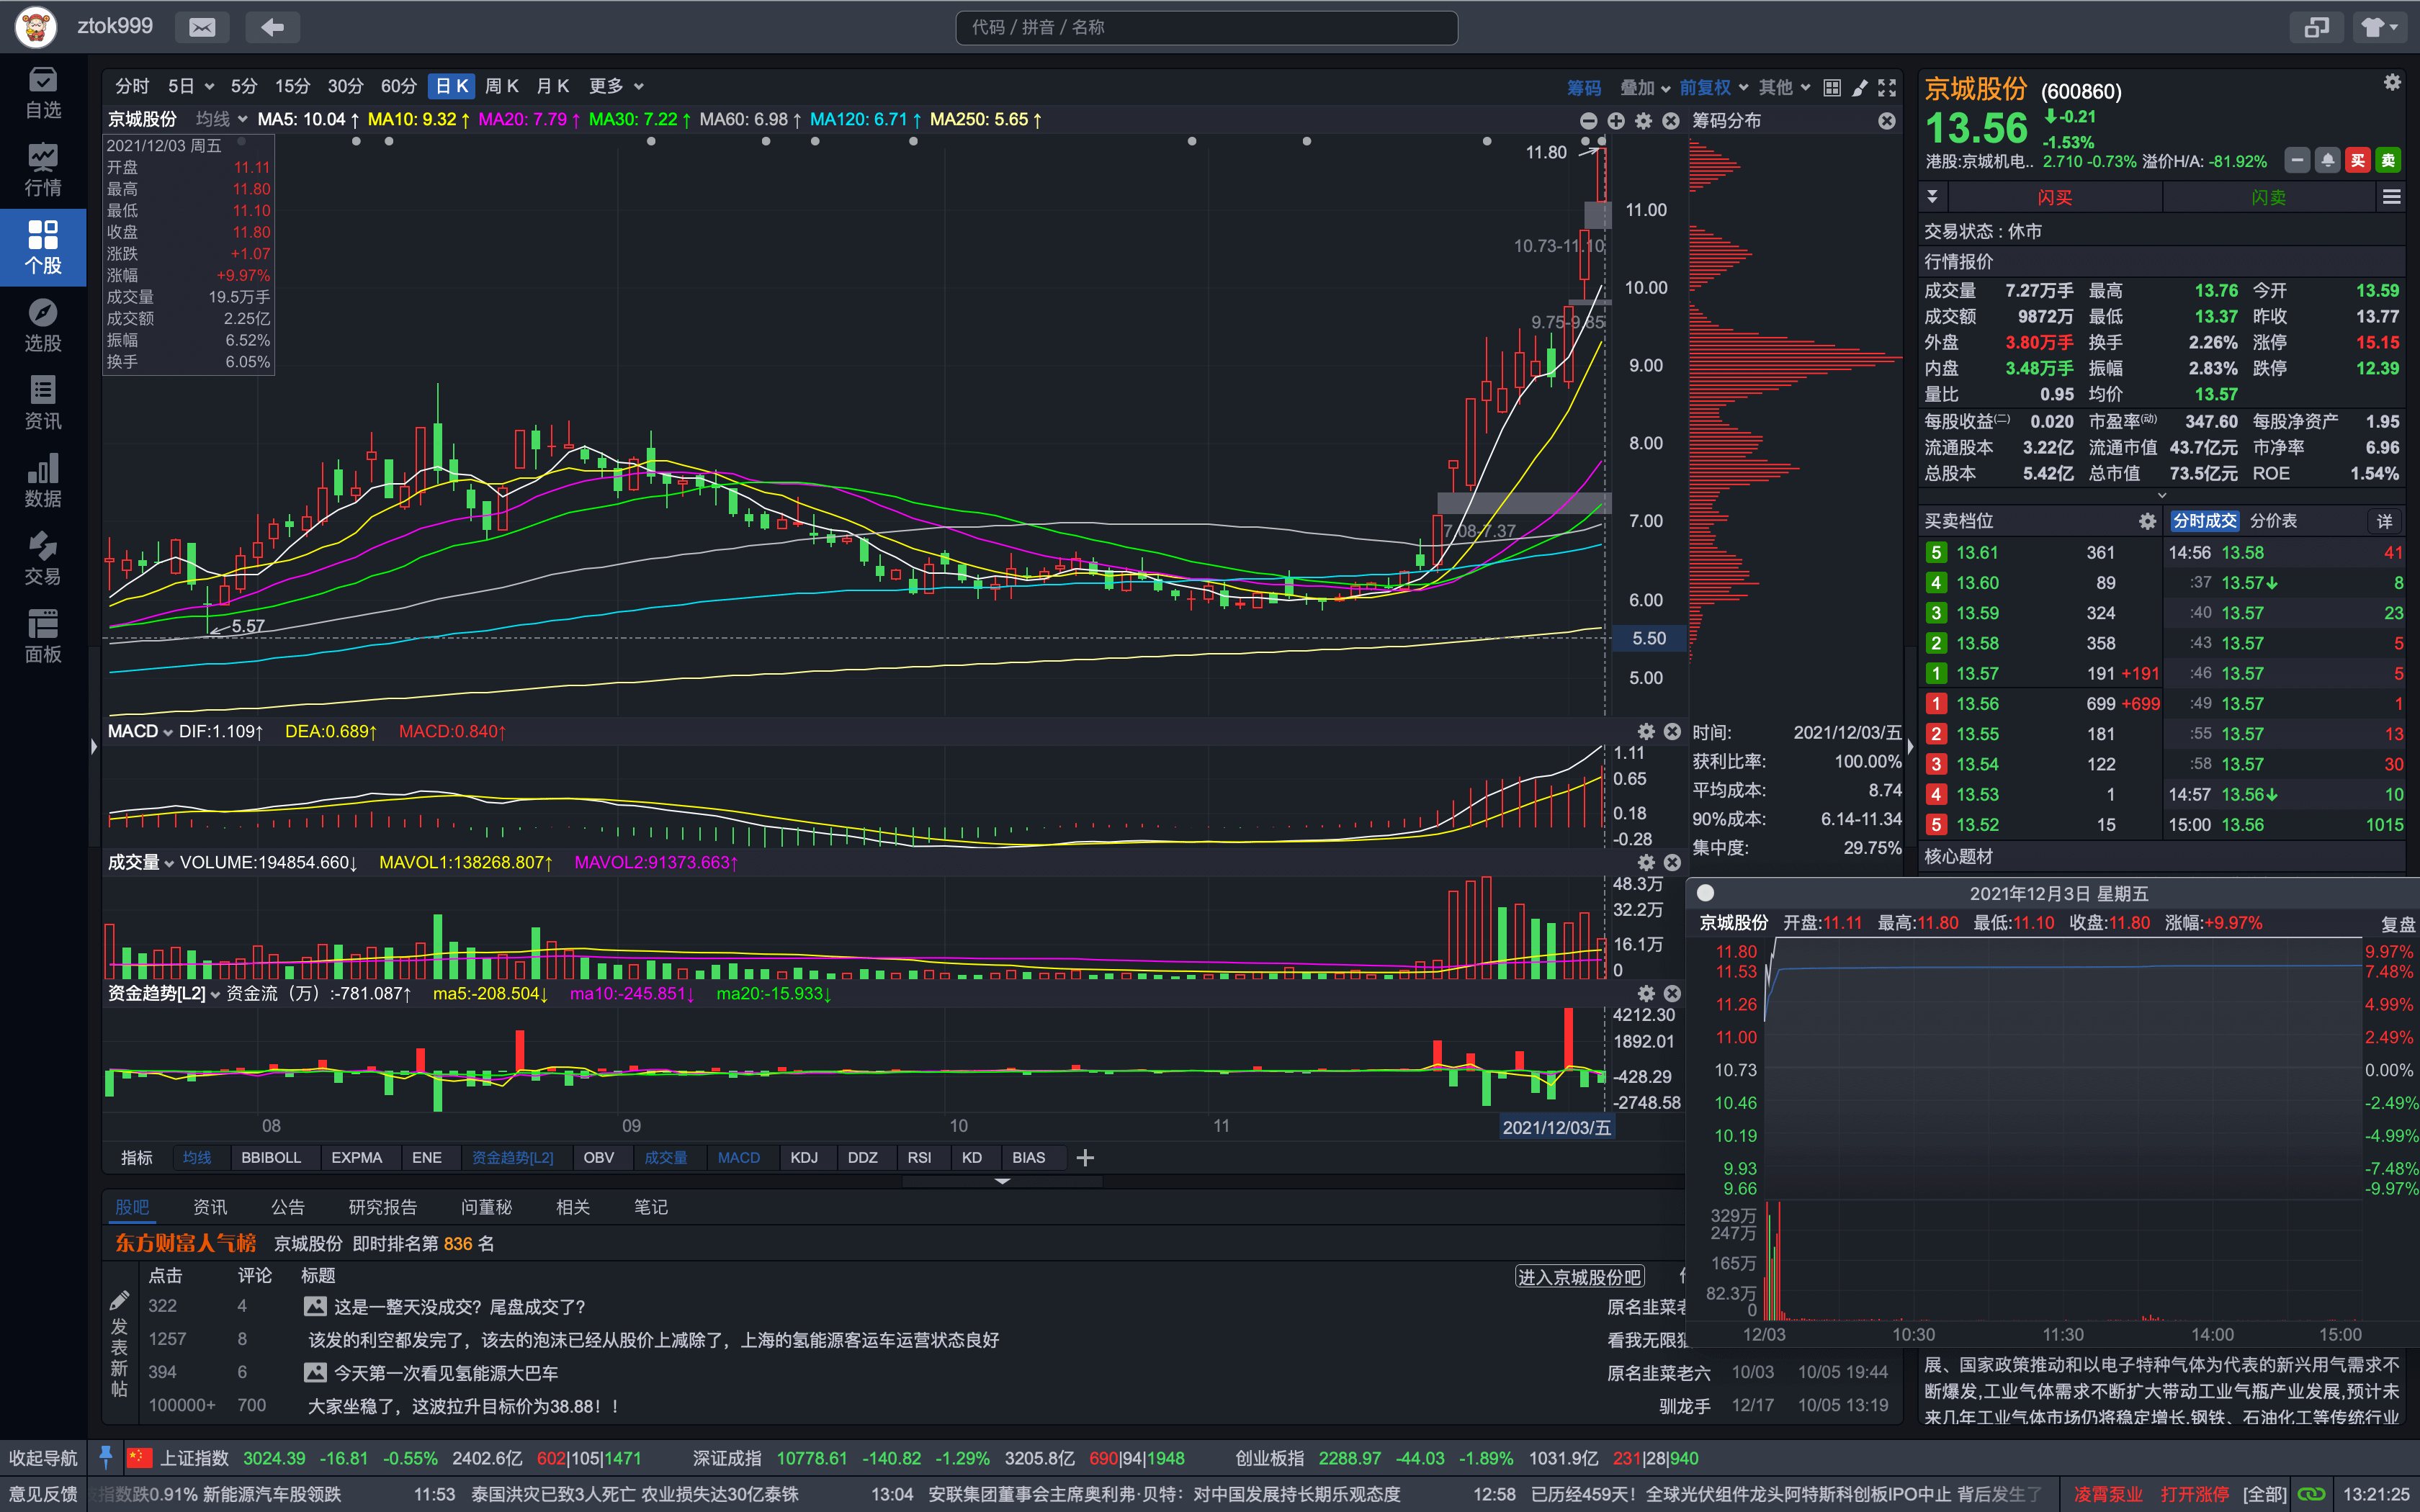 ztok999
代码 / 拼音 / 名称
自选
行情
个股
选股
资讯
数据
交易
面板
分时 5日 5分 15分 30分 60分 日K 周K 月K 更多
筹码 叠加 前复权 其他
京城股份 均线 MA5: 10.04↑ MA10: 9.32↑ MA20: 7.79↑ MA30: 7.22↑ MA60: 6.98↑ MA120: 6.71↑ MA250: 5.65↑
筹码分布
2021/12/03 周五
开盘 11.11
最高 11.80
最低 11.10
收盘 11.80
涨跌 +1.07
涨幅 +9.97%
成交量 19.5万手
成交额 2.25亿
振幅 6.52%
换手 6.05%
11.80
10.73-11.10
9.75-9.85
7.08-7.37
5.57
11.00
10.00
9.00
8.00
7.00
6.00
5.50
5.00
MACD DIF:1.109↑ DEA:0.689↑ MACD:0.840↑
1.11
0.65
0.18
-0.28
成交量 VOLUME:194854.660↓ MAVOL1:138268.807↑ MAVOL2:91373.663↑
48.3万
32.2万
16.1万
0
资金趋势[L2] 资金流（万）:-781.087↑ ma5:-208.504↓ ma10:-245.851↓ ma20:-15.933↓
4212.30
1892.01
-428.29
-2748.58
08 09 10 11 2021/12/03/五
时间: 2021/12/03/五
获利比率: 100.00%
平均成本: 8.74
90%成本: 6.14-11.34
集中度: 29.75%
指标 均线 BBIBOLL EXPMA ENE 资金趋势[L2] OBV 成交量 MACD KDJ DDZ RSI KD BIAS
股吧 资讯 公告 研究报告 问董秘 相关 笔记
东方财富人气榜 京城股份 即时排名第 836 名
点击 评论 标题 进入京城股份吧
发表新帖
322 4 这是一整天没成交？尾盘成交了？ 原名韭菜老
1257 8 该发的利空都发完了，该去的泡沫已经从股价上减除了，上海的氢能源客运车运营状态良好 看我无限
394 6 今天第一次看见氢能源大巴车 原名韭菜老六 10/03 10/05 19:44
100000+ 700 大家坐稳了，这波拉升目标价为38.88！！ 驯龙手 12/17 10/05 13:19
京城股份 (600860)
13.56 -0.21
-1.53%
港股:京城机电.. 2.710 -0.73% 溢价H/A: -81.92% 买 卖
闪买 闪卖
交易状态 : 休市
行情报价
成交量 7.27万手 最高 13.76 今开 13.59
成交额 9872万 最低 13.37 昨收 13.77
外盘 3.80万手 换手 2.26% 涨停 15.15
内盘 3.48万手 振幅 2.83% 跌停 12.39
量比 0.95 均价 13.57
每股收益(二) 0.020 市盈率(动) 347.60 每股净资产 1.95
流通股本 3.22亿 流通市值 43.7亿元 市净率 6.96
总股本 5.42亿 总市值 73.5亿元 ROE 1.54%
买卖档位 分时成交 分价表 详
5 13.61 361 14:56 13.58 41
4 13.60 89 :37 13.57↓ 8
3 13.59 324 :40 13.57 23
2 13.58 358 :43 13.57 5
1 13.57 191 +191 :46 13.57 5
1 13.56 699 +699 :49 13.57 1
2 13.55 181 :55 13.57 13
3 13.54 122 :58 13.57 30
4 13.53 1 14:57 13.56↓ 10
5 13.52 15 15:00 13.56 1015
核心题材
2021年12月3日 星期五
京城股份 开盘:11.11 最高:11.80 最低:11.10 收盘:11.80 涨幅:+9.97% 复盘
11.80 9.97%
11.53 7.48%
11.26 4.99%
11.00 2.49%
10.73 0.00%
10.46 -2.49%
10.19 -4.99%
9.93 -7.48%
9.66 -9.97%
329万
247万
165万
82.3万
0
12/03 10:30 11:30 14:00 15:00
展、国家政策推动和以电子特种气体为代表的新兴用气需求不
断爆发,工业气体需求不断扩大带动工业气瓶产业发展,预计未
来几年工业气体市场仍将稳定增长.钢铁、石油化工等传统行业
收起导航 上证指数 3024.39 -16.81 -0.55% 2402.6亿 602|105|1471 深证成指 10778.61 -140.82 -1.29% 3205.8亿 690|94|1948 创业板指 2288.97 -44.03 -1.89% 1031.9亿 231|28|940
意见反馈 指数跌0.91% 新能源汽车股领跌 11:53 泰国洪灾已致3人死亡 农业损失达30亿泰铢 13:04 安联集团董事会主席奥利弗·贝特：对中国发展持长期乐观态度 12:58 已历经459天！全球光伏组件龙头阿特斯科创板IPO中止 背后发生了 凌霄泵业 打开涨停 [全部] 13:21:25